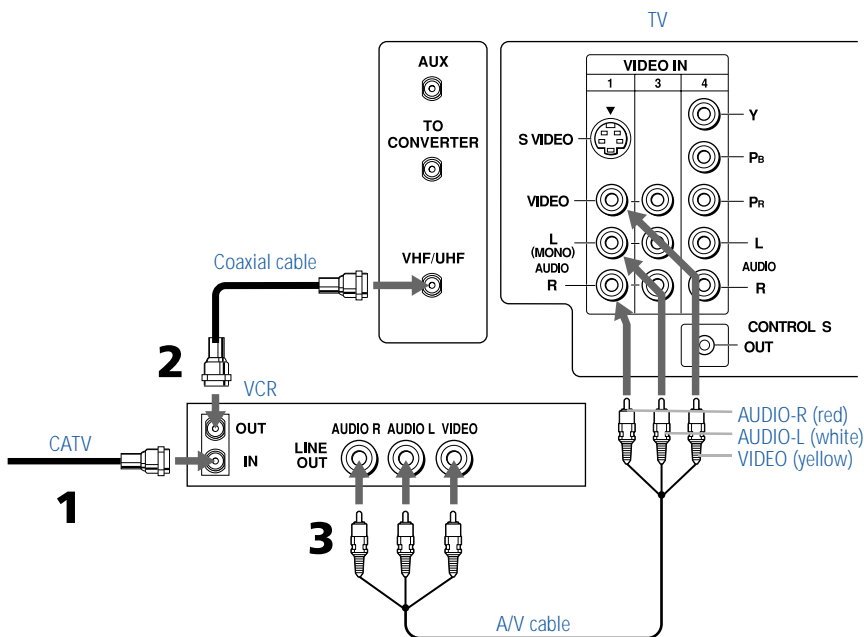 TV
AUX
TO
CONVERTER
VHF/UHF
VIDEO IN
1 3 4
S VIDEO
VIDEO
L
(MONO)
AUDIO
R
Y
PB
PR
L
AUDIO
R
CONTROL S
OUT
Coaxial cable
2
VCR
CATV
1
OUT
IN
LINE
OUT
AUDIO R AUDIO L VIDEO
3
AUDIO-R (red)
AUDIO-L (white)
VIDEO (yellow)
A/V cable